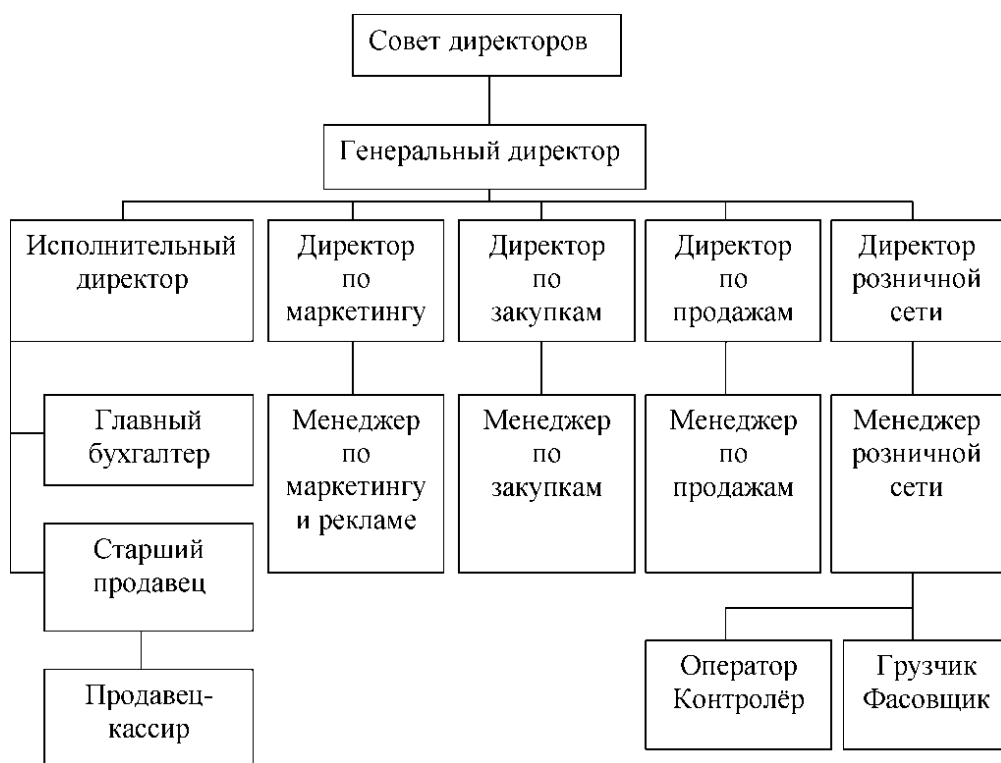 Совет директоров
Генеральный директор
Исполнительный
директор
Директор
по
маркетингу
Директор
по
закупкам
Директор
по
продажам
Директор
розничной
сети
Главный
бухгалтер
Менеджер
по
маркетингу
и рекламе
Менеджер
по
закупкам
Менеджер
по
продажам
Менеджер
розничной
сети
Старший
продавец
Продавец-
кассир
Оператор
Контролёр
Грузчик
Фасовщик